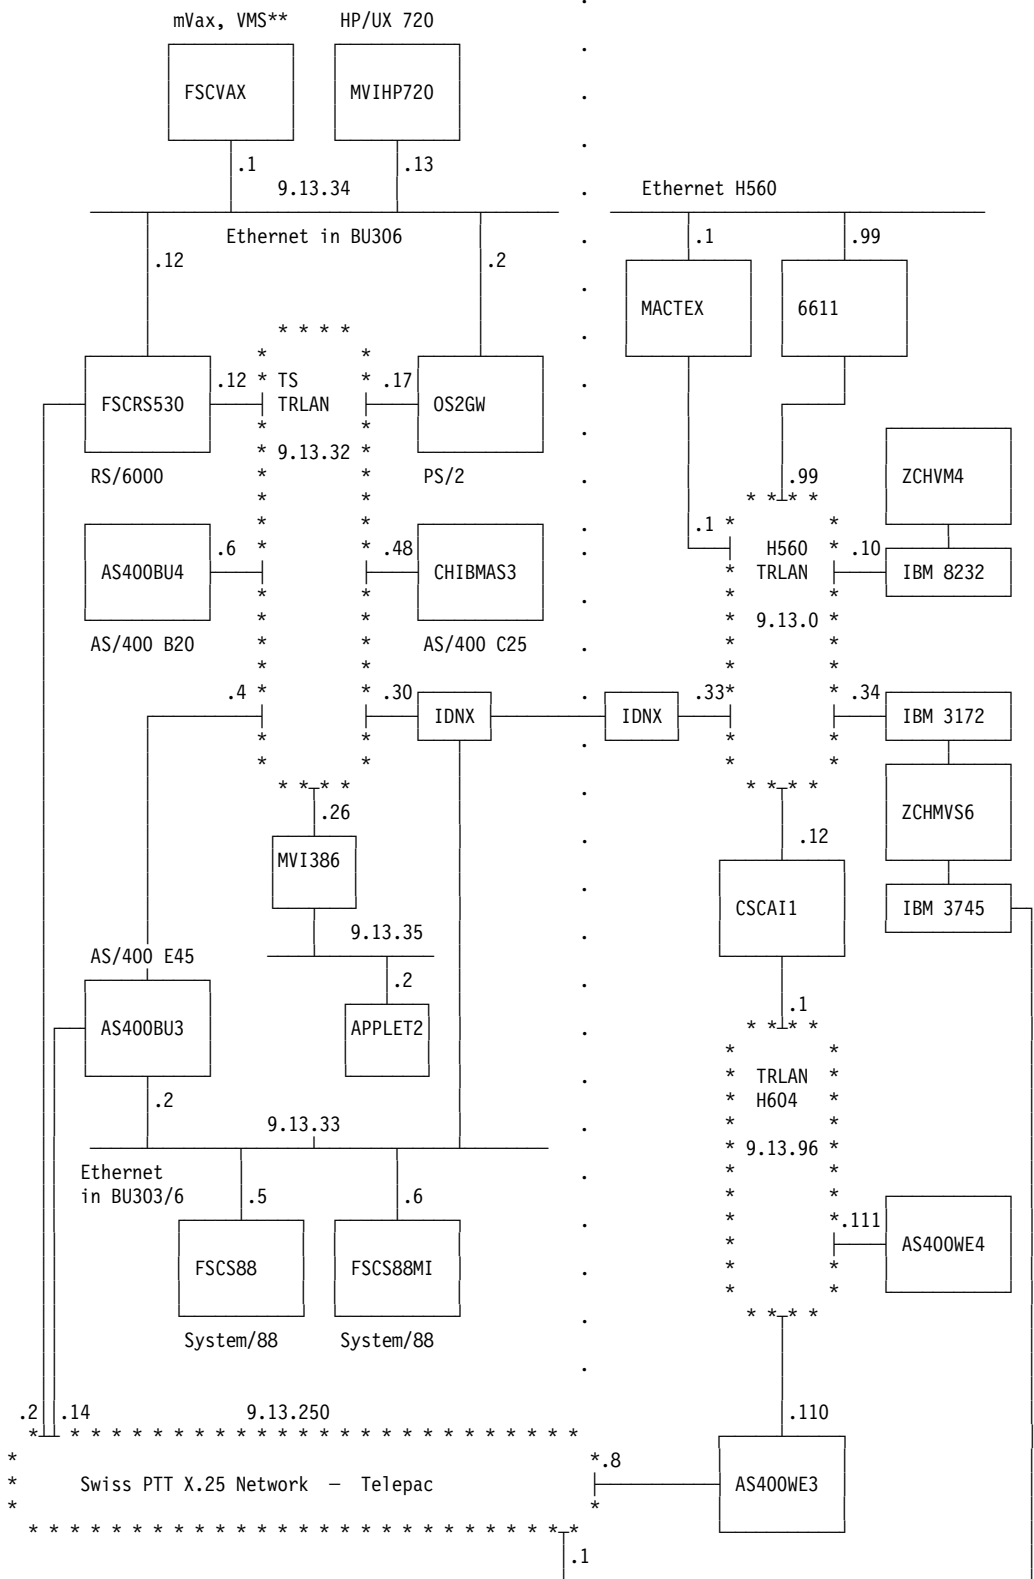 mVax, VMS** HP/UX 720
FSCVAX MVIHP720
.1 .13
9.13.34 Ethernet H560
Ethernet in BU306 .1 .99
.12 .2
MACTEX 6611
.12 TS .17
FSCRS530 TRLAN OS2GW
9.13.32
RS/6000 PS/2 .99 ZCHVM4
.1
.6 .48 H560 .10
AS400BU4 CHIBMAS3 TRLAN IBM 8232
9.13.0
AS/400 B20 AS/400 C25
.4 .30 .33 .34
IDNX IDNX IBM 3172
.26 ZCHMVS6
.12
MVI386
CSCAI1 IBM 3745
9.13.35
AS/400 E45
.2
.1
AS400BU3 APPLET2
TRLAN
.2 H604
9.13.33
9.13.96
Ethernet
in BU303/6 .5 .6
.111
FSCS88 FSCS88MI AS400WE4
System/88 System/88
.2 .14 9.13.250 .110
.8
Swiss PTT X.25 Network — Telepac AS400WE3
.1